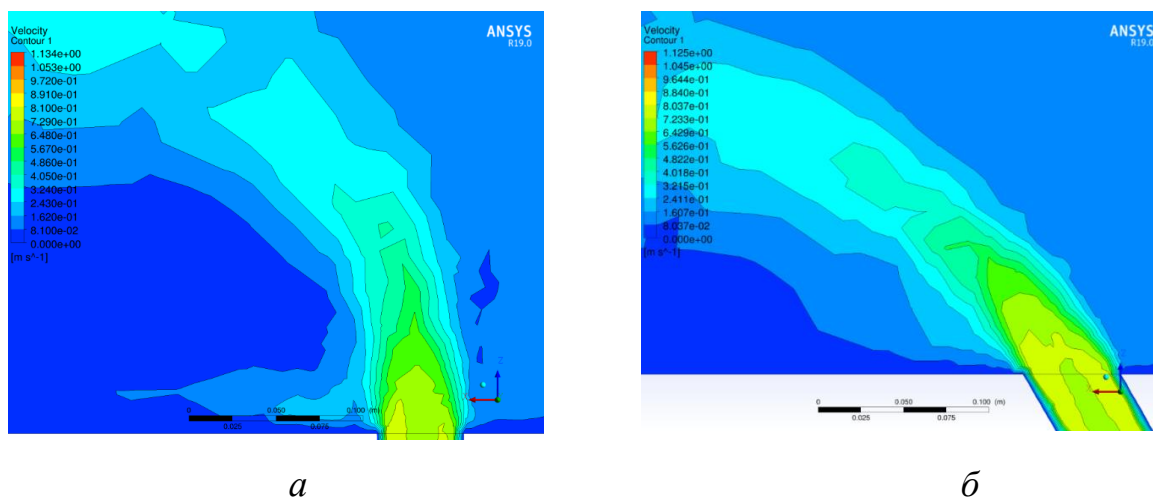 Velocity
Contour 1
1.134e+00
1.053e+00
9.720e-01
8.910e-01
8.100e-01
7.290e-01
6.480e-01
5.670e-01
4.860e-01
4.050e-01
3.240e-01
2.430e-01
1.620e-01
8.100e-02
0.000e+00
[m s^-1]
ANSYS
R19.0
Z
0 0.050 0.100 (m)
0.025 0.075
а
Velocity
Contour 1
1.125e+00
1.045e+00
9.644e-01
8.840e-01
8.037e-01
7.233e-01
6.429e-01
5.626e-01
4.822e-01
4.018e-01
3.215e-01
2.411e-01
1.607e-01
8.037e-02
0.000e+00
[m s^-1]
ANSYS
R19.0
0 0.050 0.100 (m)
0.025 0.075
б